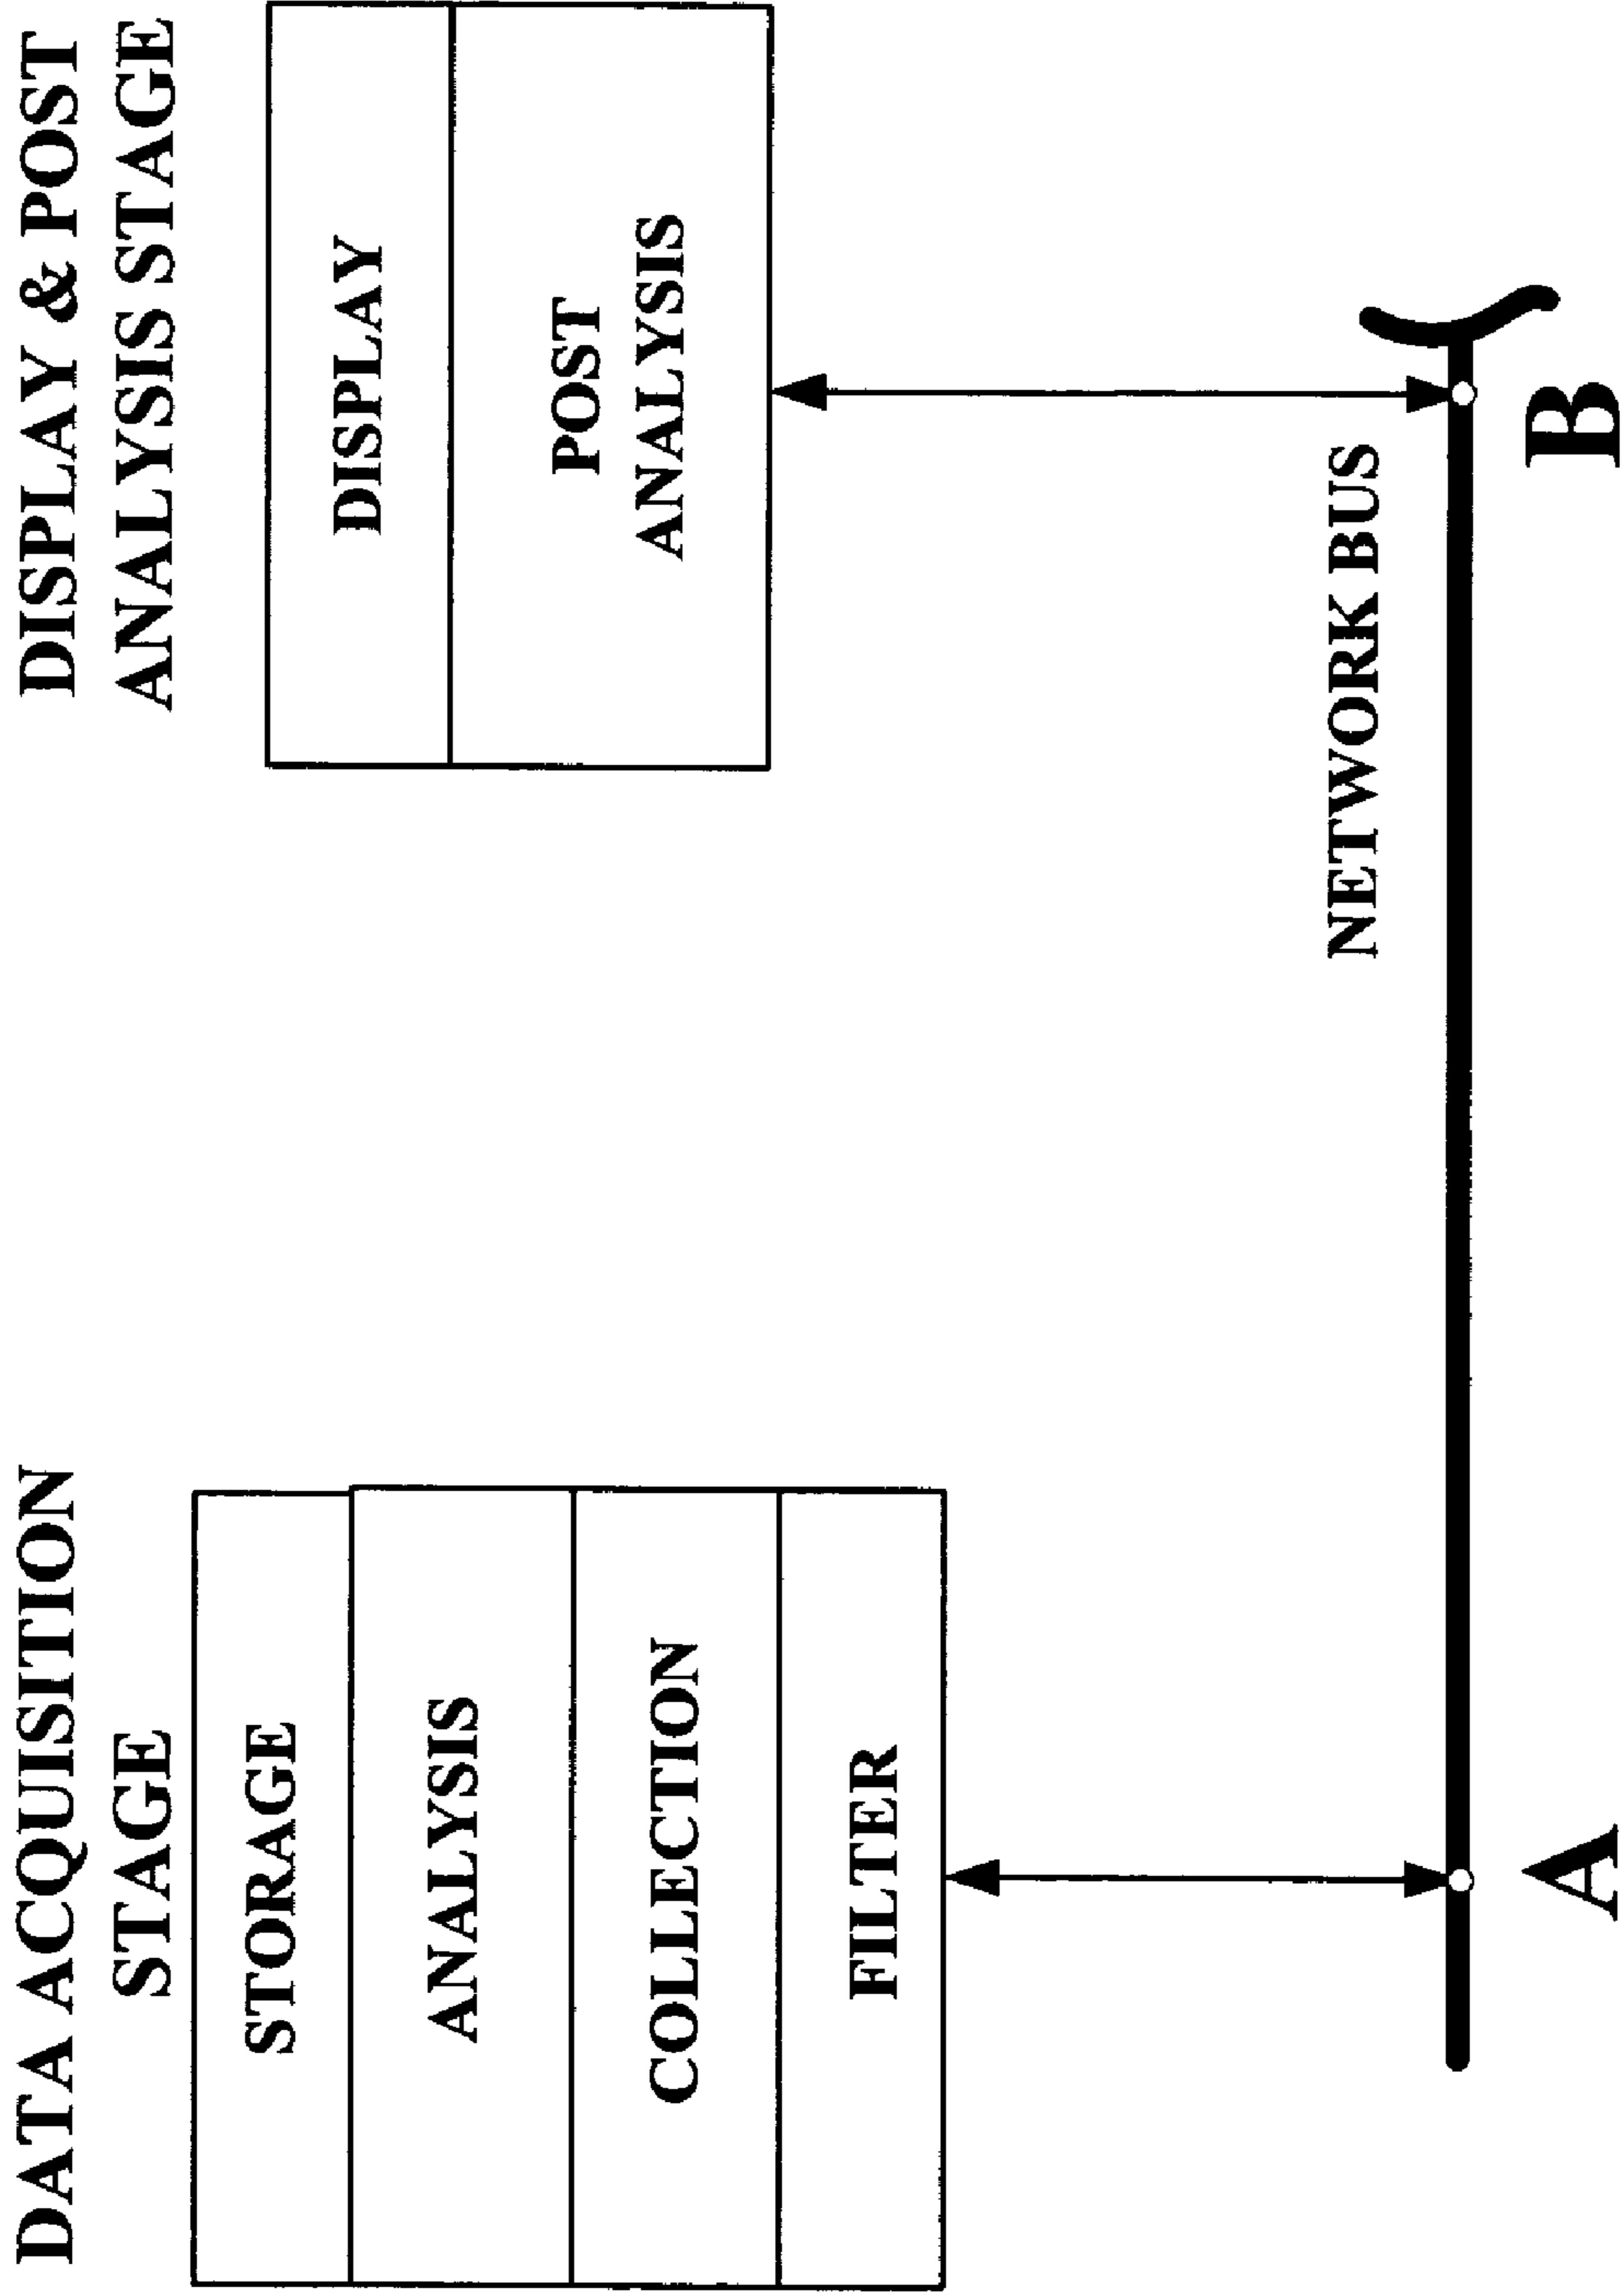 DATA ACQUISITION
STAGE
STORAGE
ANALYSIS
COLLECTION
FILTER
DISPLAY & POST
ANALYSIS STAGE
DISPLAY
POST
ANALYSIS
NETWORK BUS
A
B